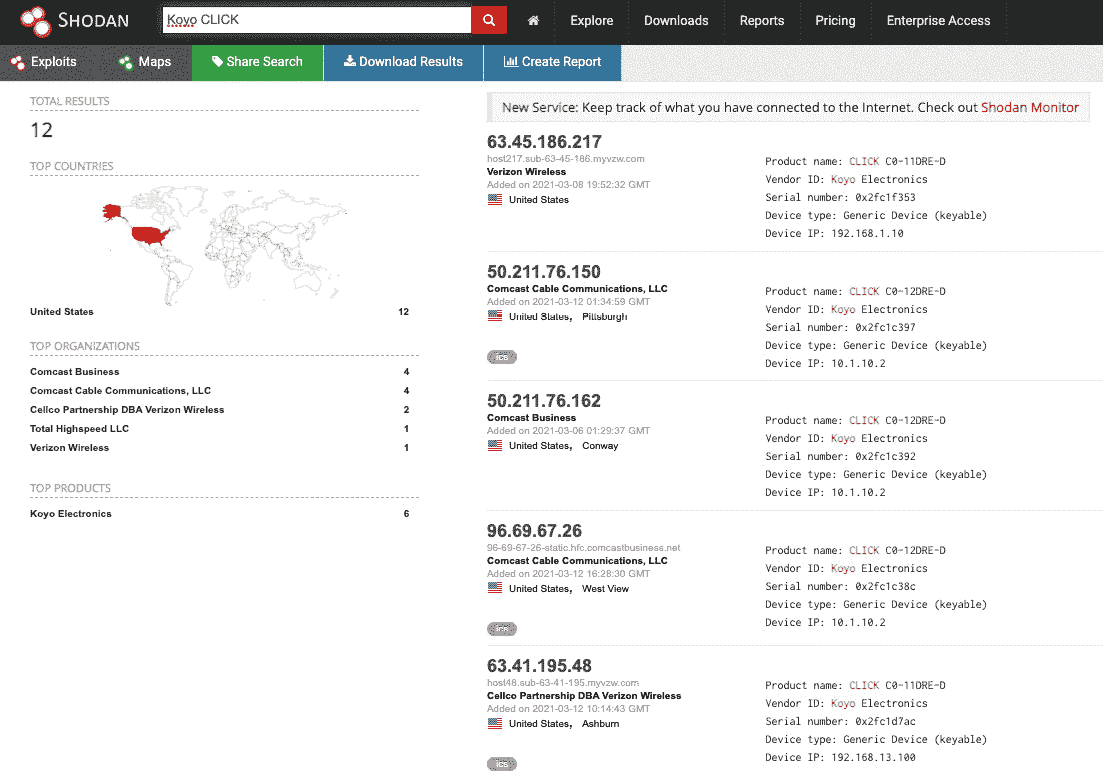 SHODAN
Koyo CLICK
Explore
Downloads
Reports
Pricing
Enterprise Access
Exploits
Maps
Share Search
Download Results
Create Report
TOTAL RESULTS
12
TOP COUNTRIES
United States 12
TOP ORGANIZATIONS
Comcast Business 4
Comcast Cable Communications, LLC 4
Cellco Partnership DBA Verizon Wireless 2
Total Highspeed LLC 1
Verizon Wireless 1
TOP PRODUCTS
Koyo Electronics 6
New Service: Keep track of what you have connected to the Internet. Check out Shodan Monitor
63.45.186.217
host217.sub-63-45-186.myvzw.com
Verizon Wireless
Added on 2021-03-08 19:52:32 GMT
United States
Product name: CLICK C0-11DRE-D
Vendor ID: Koyo Electronics
Serial number: 0x2fc1f353
Device type: Generic Device (keyable)
Device IP: 192.168.1.10
50.211.76.150
Comcast Cable Communications, LLC
Added on 2021-03-12 01:34:59 GMT
United States, Pittsburgh
ics
Product name: CLICK C0-12DRE-D
Vendor ID: Koyo Electronics
Serial number: 0x2fc1c397
Device type: Generic Device (keyable)
Device IP: 10.1.10.2
50.211.76.162
Comcast Business
Added on 2021-03-06 01:29:37 GMT
United States, Conway
Product name: CLICK C0-12DRE-D
Vendor ID: Koyo Electronics
Serial number: 0x2fc1c392
Device type: Generic Device (keyable)
Device IP: 10.1.10.2
96.69.67.26
96-69-67-26-static.hfc.comcastbusiness.net
Comcast Cable Communications, LLC
Added on 2021-03-12 16:28:30 GMT
United States, West View
ics
Product name: CLICK C0-12DRE-D
Vendor ID: Koyo Electronics
Serial number: 0x2fc1c38c
Device type: Generic Device (keyable)
Device IP: 10.1.10.2
63.41.195.48
host48.sub-63-41-195.myvzw.com
Cellco Partnership DBA Verizon Wireless
Added on 2021-03-12 10:14:43 GMT
United States, Ashburn
ics
Product name: CLICK C0-11DRE-D
Vendor ID: Koyo Electronics
Serial number: 0x2fc1d7ac
Device type: Generic Device (keyable)
Device IP: 192.168.13.100